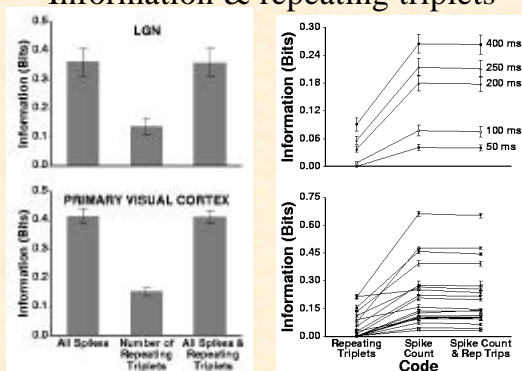 Information & repeating triplets
LGN
Information (Bits)
0.5
0.4
0.3
0.2
0.1
0.0
PRIMARY VISUAL CORTEX
Information (Bits)
0.5
0.4
0.3
0.2
0.1
0.0
All Spikes
Number of
Repeating
Triplets
All Spikes &
Repeating
Triplets
Information (Bits)
0.30
0.24
0.18
0.12
0.06
0.00
400 ms
250 ms
200 ms
100 ms
50 ms
Information (Bits)
0.75
0.60
0.45
0.30
0.15
0.00
Repeating
Triplets
Spike
Count
Spike Count
& Rep Trips
Code